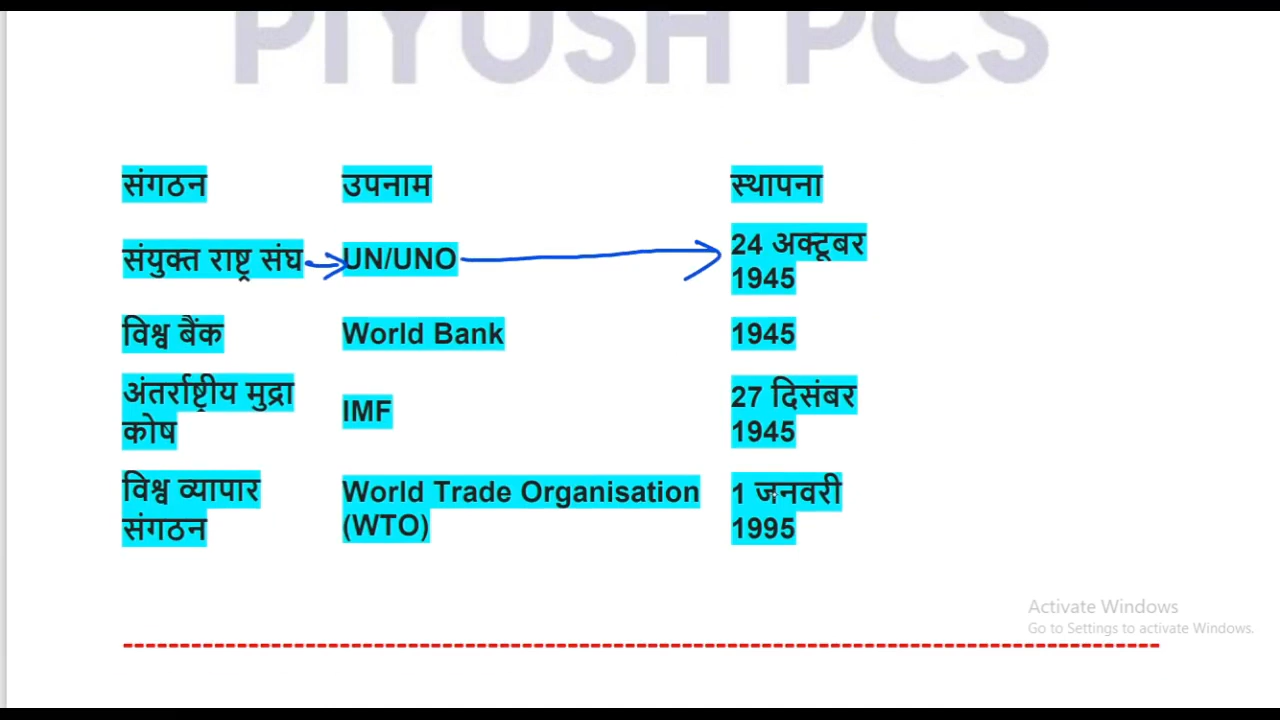 PIYUSH PCS
संगठन उपनाम स्थापना
संयुक्त राष्ट्र संघ UN/UNO 24 अक्टूबर
1945
विश्व बैंक World Bank 1945
अंतर्राष्ट्रीय मुद्रा
कोष
IMF
27 दिसंबर
1945
विश्व व्यापार
संगठन
World Trade Organisation
(WTO)
1 जनवरी
1995
Activate Windows
Go to Settings to activate Windows.